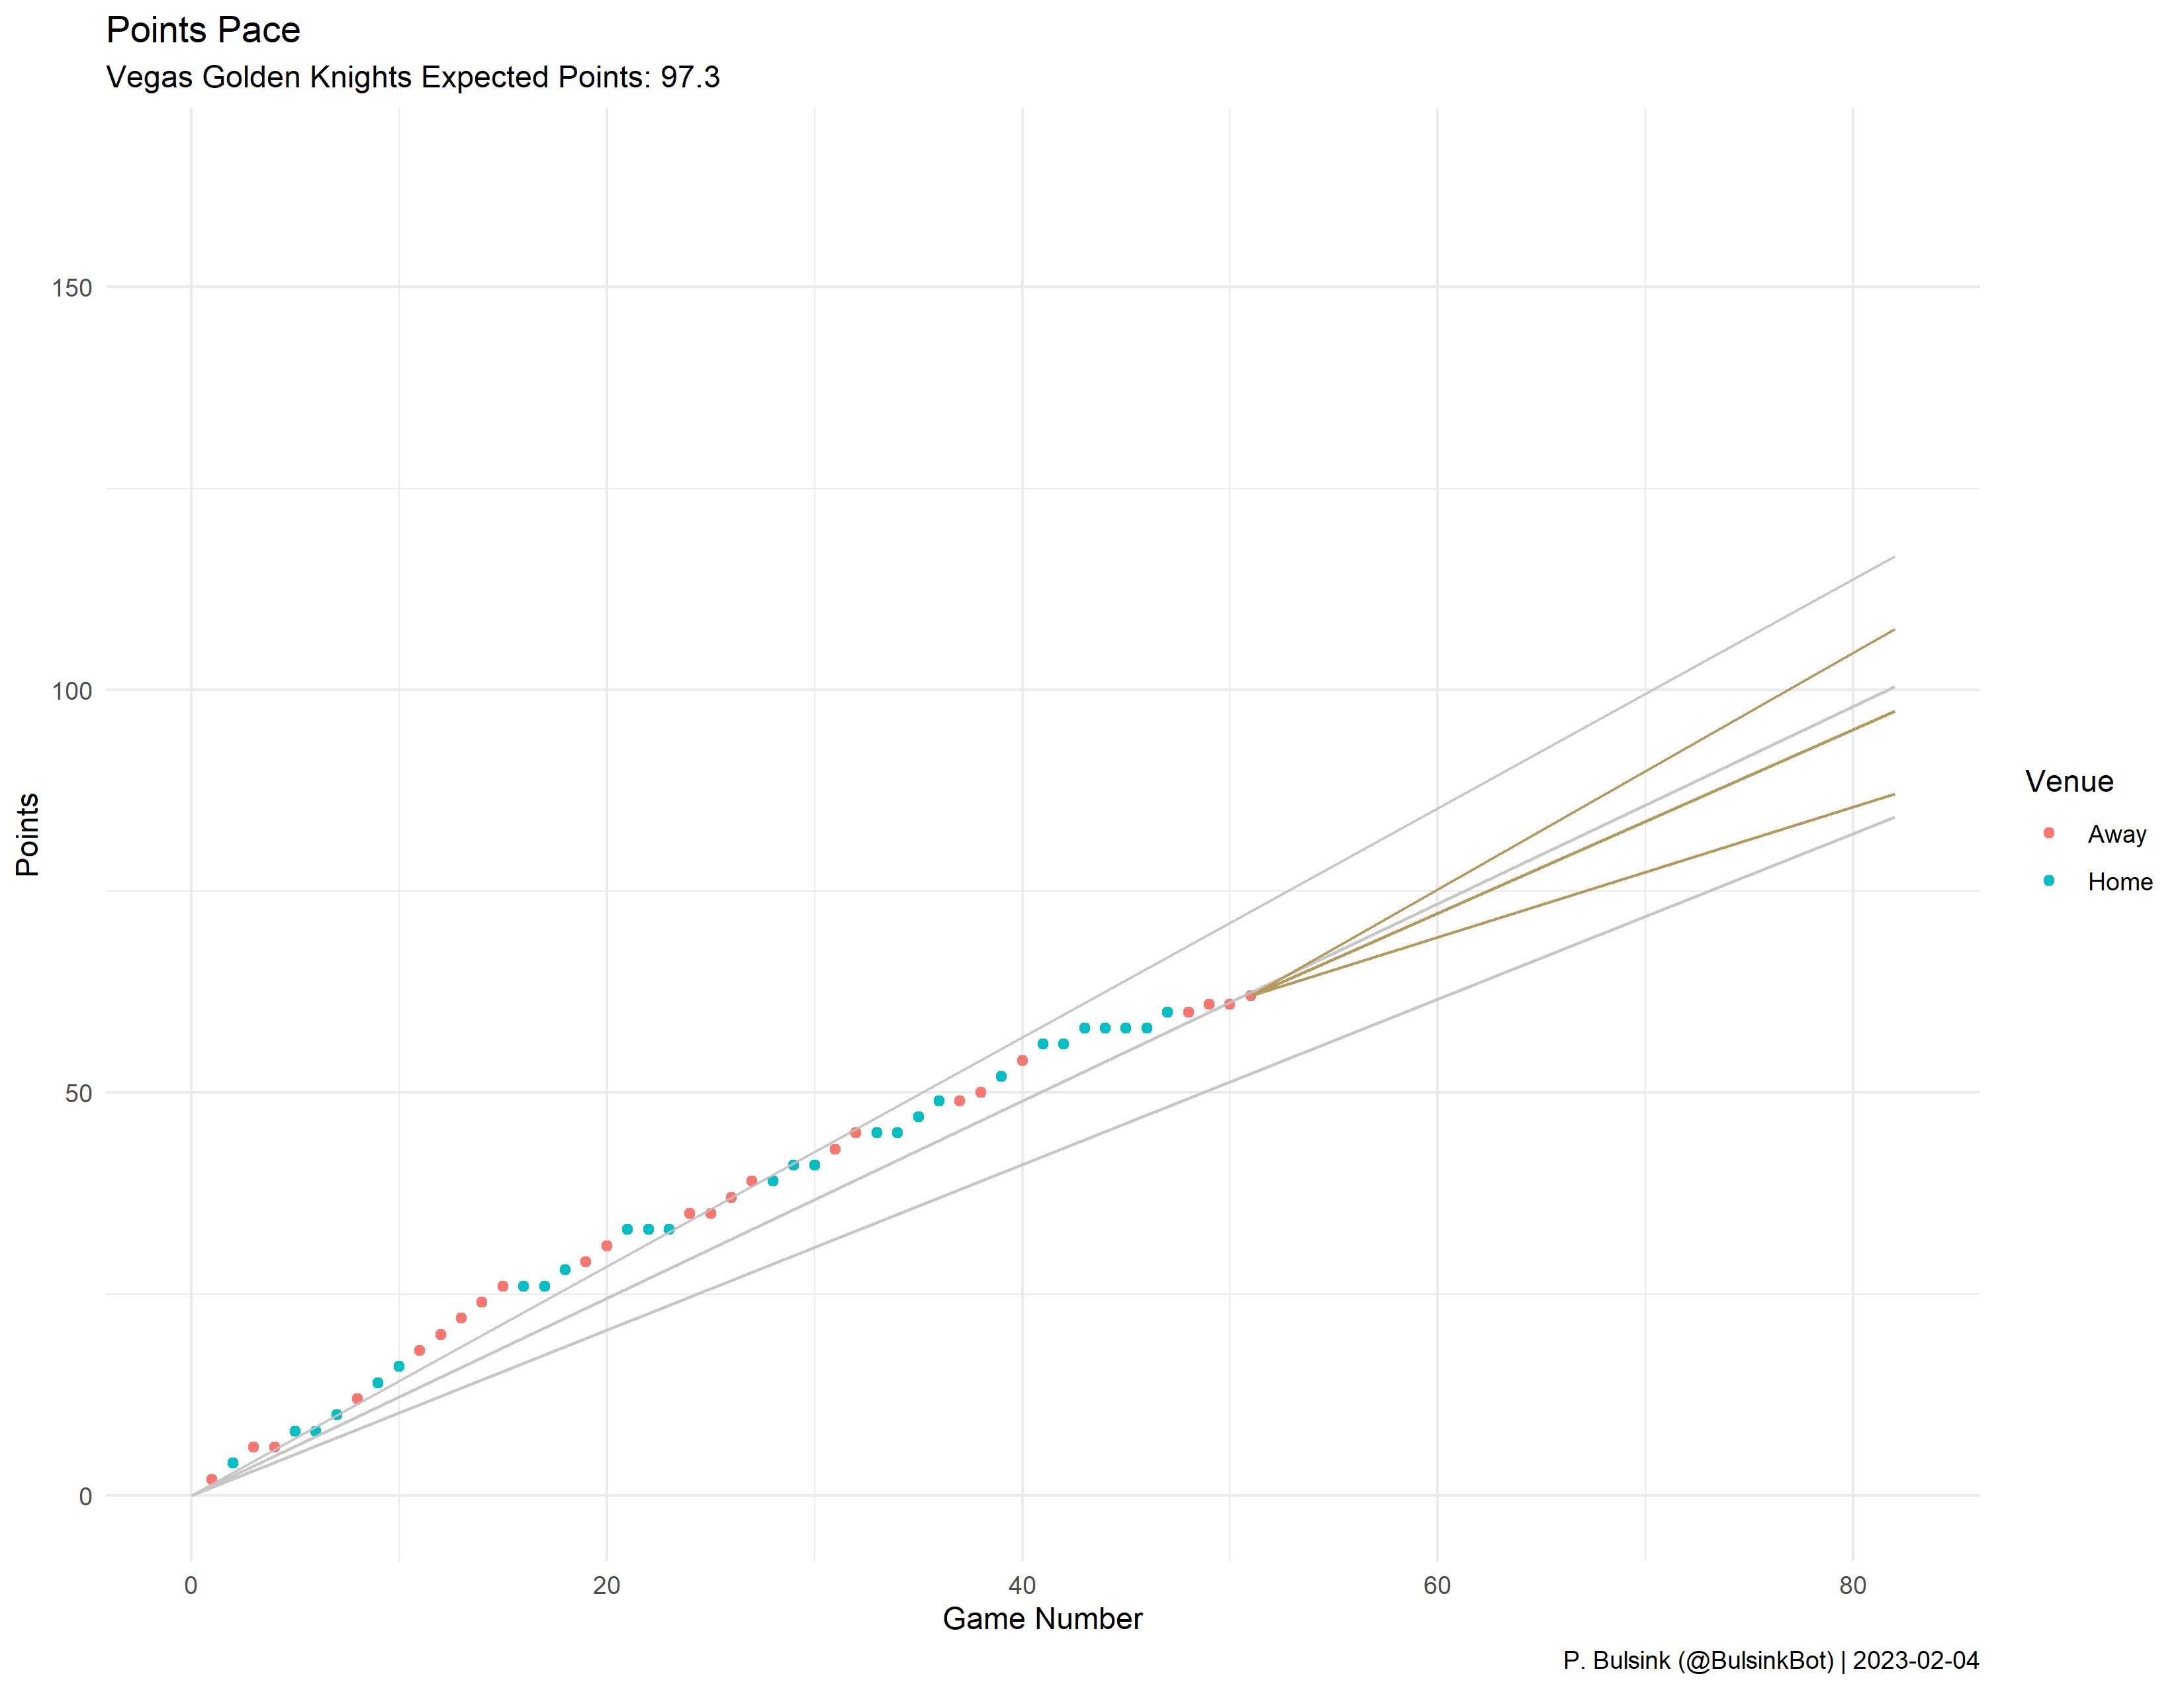 Points Pace
Vegas Golden Knights Expected Points: 97.3
150
100
50
0
Points
0 20 40 60 80
Game Number
Venue
Away
Home
P. Bulsink (@BulsinkBot) | 2023-02-04